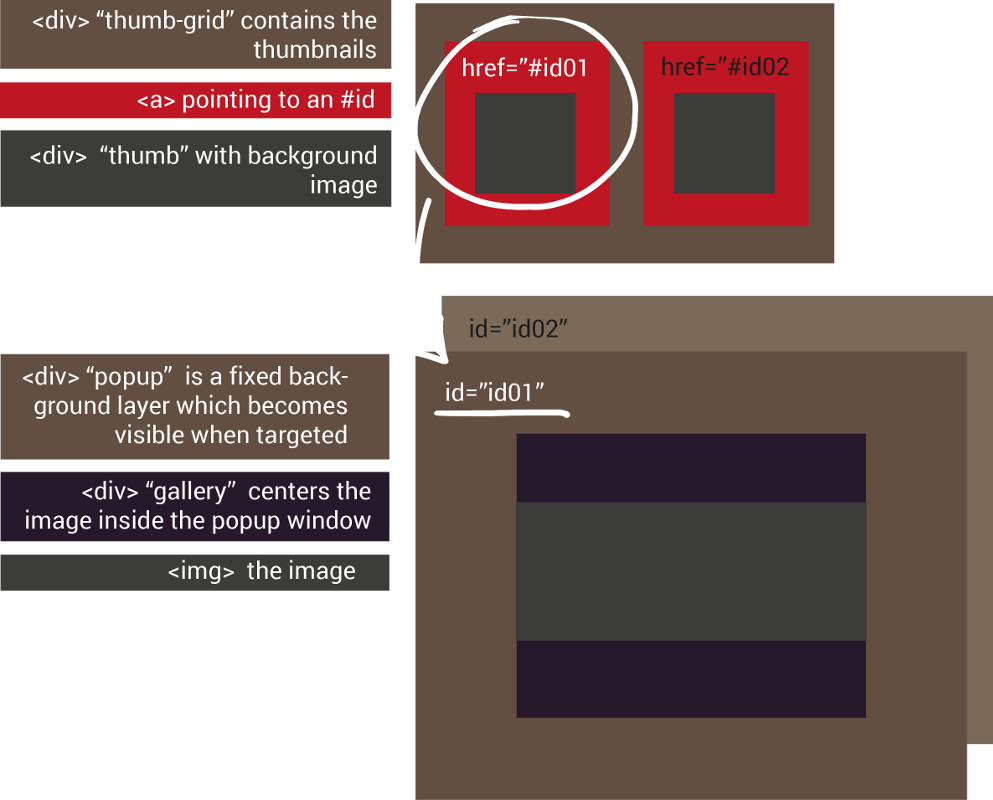 <div> “thumb-grid” contains the
thumbnails
<a> pointing to an #id
<div>  “thumb” with background
image
href=”#id01
href=”#id02
id=”id02”
<div> “popup”  is a fixed back-
ground layer which becomes
visible when targeted
id=”id01”
<div> “gallery”  centers the
image inside the popup window
<img>  the image